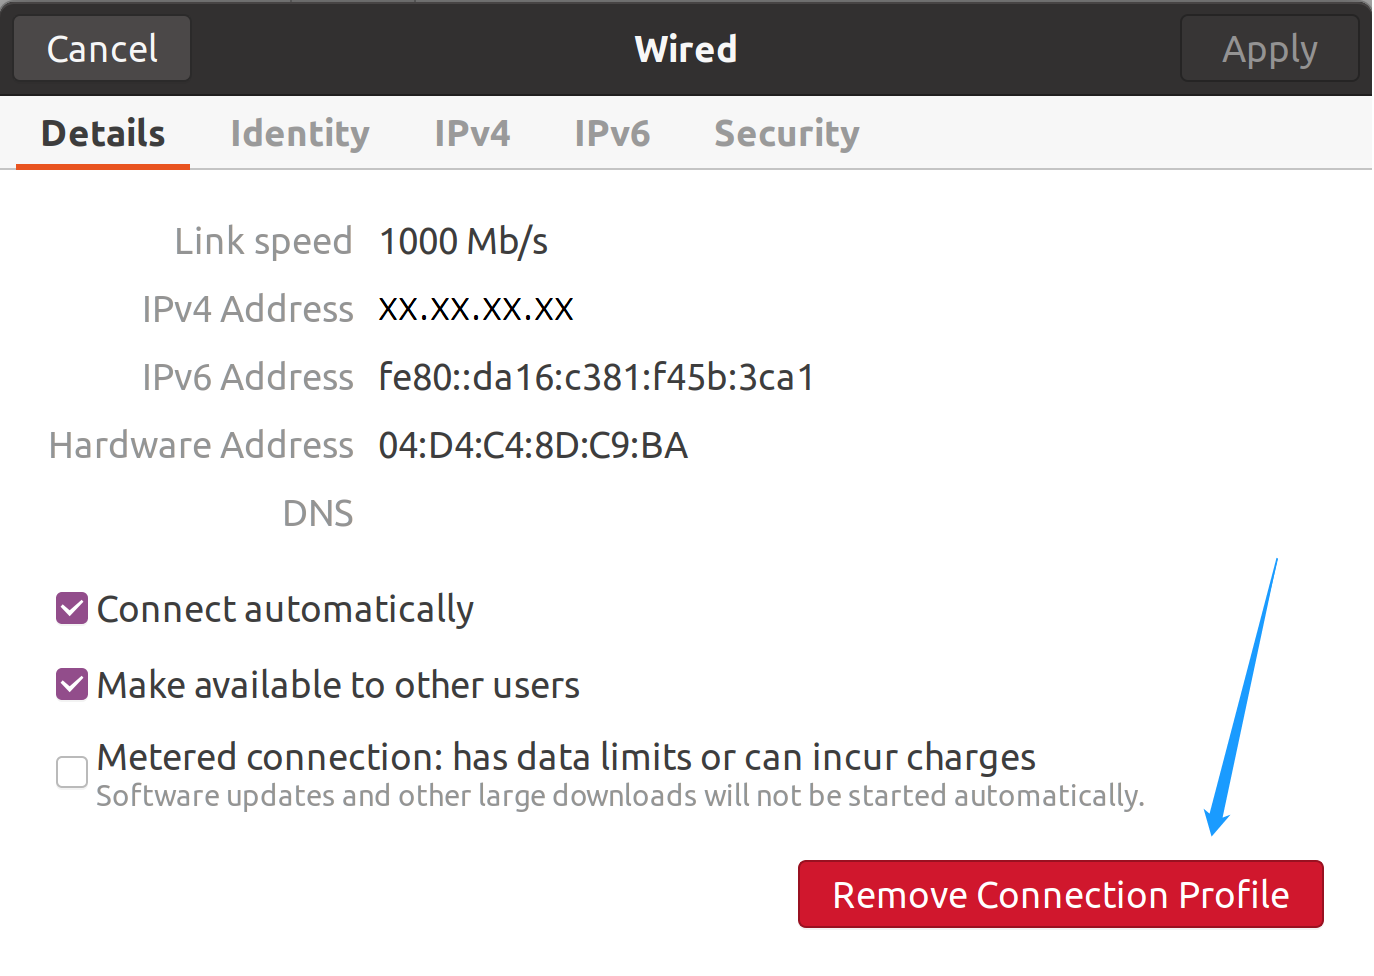 Cancel Wired Apply
Details Identity IPv4 IPv6 Security
Link speed 1000 Mb/s
IPv4 Address XX.XX.XX.XX
IPv6 Address fe80::da16:c381:f45b:3ca1
Hardware Address 04:D4:C4:8D:C9:BA
DNS
Connect automatically
Make available to other users
Metered connection: has data limits or can incur charges
Software updates and other large downloads will not be started automatically.
Remove Connection Profile